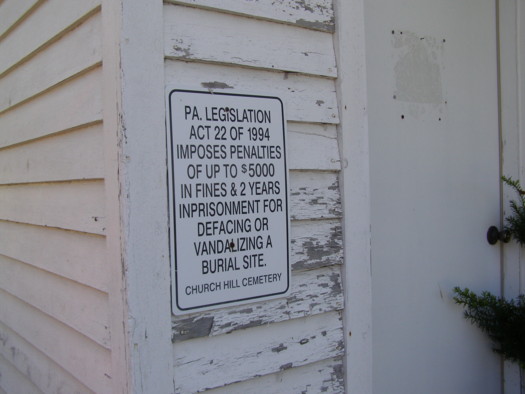 PA. LEGISLATION
ACT 22 OF 1994
IMPOSES PENALTIES
OF UP TO $5000
IN FINES & 2 YEARS
INPRISONMENT FOR
DEFACING OR
VANDALIZING A
BURIAL SITE.
CHURCH HILL CEMETERY